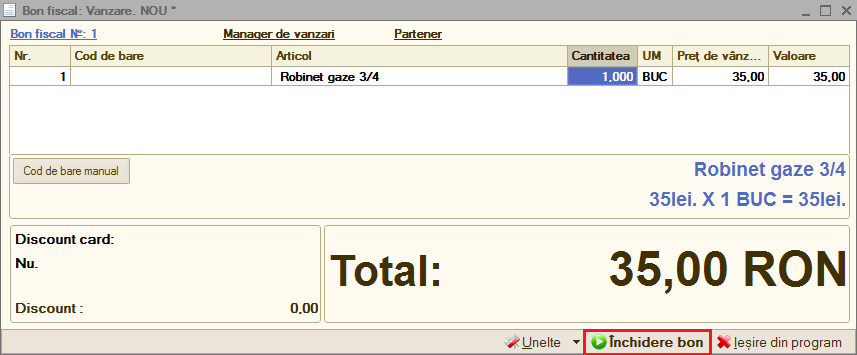 Bon fiscal: Vanzare. NOU *
Bon fiscal №: 1 Manager de vanzari Partener
Nr. Cod de bare Articol Cantitatea UM Preț de vânz... Valoare
1 Robinet gaze 3/4 1,000 BUC 35,00 35,00
Cod de bare manual
Robinet gaze 3/4
35lei. X 1 BUC = 35lei.
Discount card:
Nu.
Discount : 0,00
Total: 35,00 RON
Unelte Închidere bon Ieșire din program